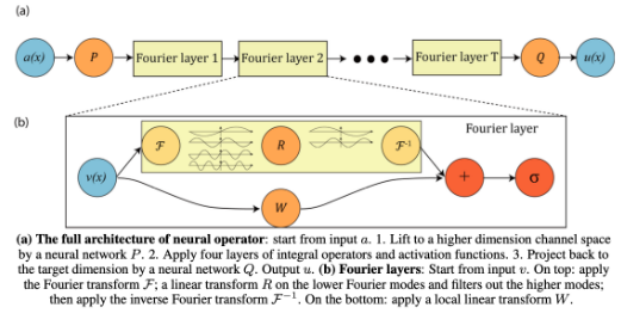 (a)
a(x) P Fourier layer 1 Fourier layer 2 Fourier layer T Q u(x)
(b)
Fourier layer
F R F-1
v(x) + σ
W
(a) The full architecture of neural operator: start from input a. 1. Lift to a higher dimension channel space
by a neural network P. 2. Apply four layers of integral operators and activation functions. 3. Project back to
the target dimension by a neural network Q. Output u. (b) Fourier layers: Start from input v. On top: apply
the Fourier transform F; a linear transform R on the lower Fourier modes and filters out the higher modes;
then apply the inverse Fourier transform F−1. On the bottom: apply a local linear transform W.